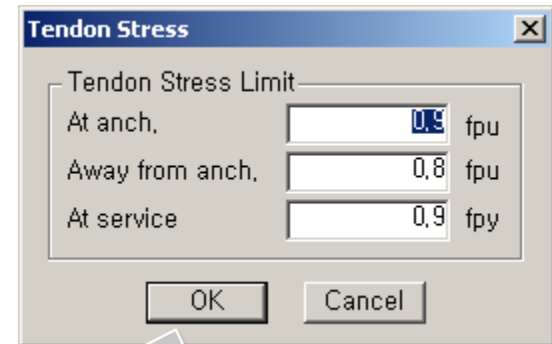 Tendon Stress
Tendon Stress Limit
At anch, 0,9 fpu
Away from anch, 0,8 fpu
At service 0,9 fpy
OK Cancel